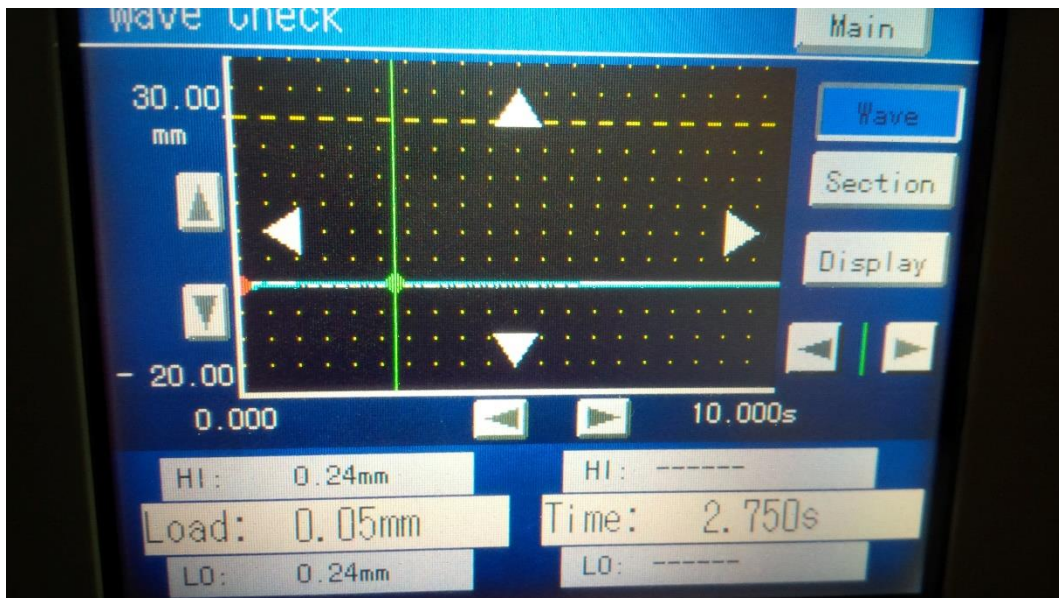 Wave Check
Main
30.00
mm
Wave
Section
Display
- 20.00
0.000
10.000s
HI: 0.24mm
HI: ------
Load: 0.05mm
Time: 2.750s
LO: 0.24mm
LO: ------